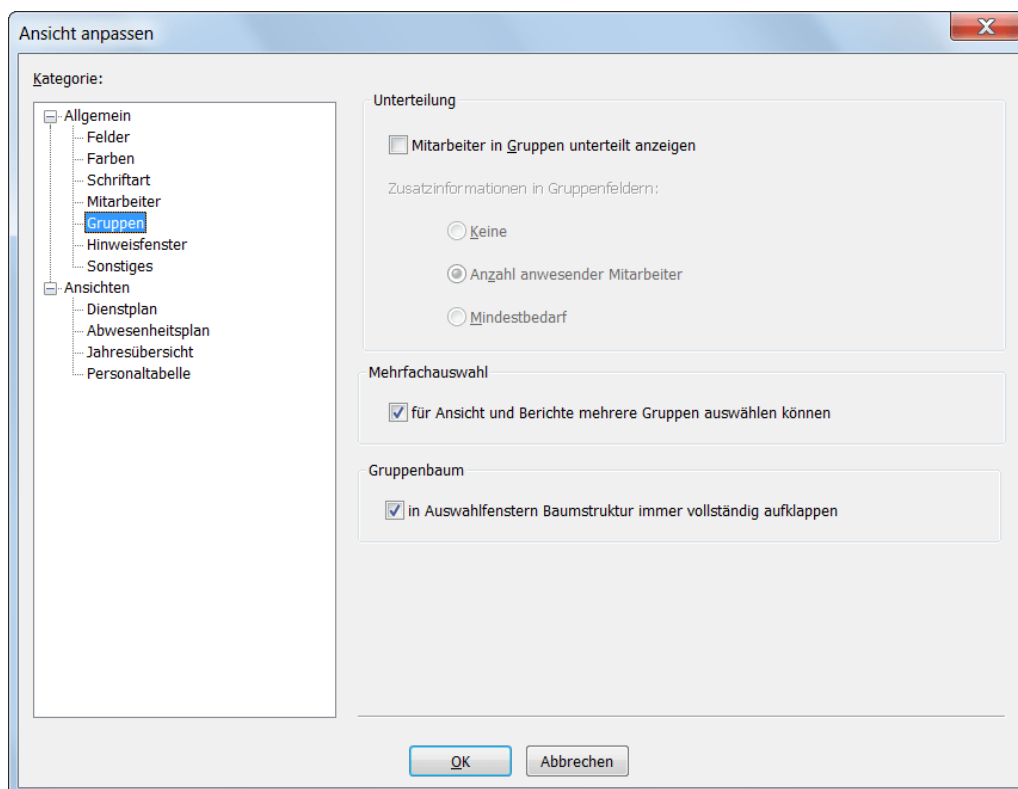 Ansicht anpassen
Kategorie:
Allgemein
Felder
Farben
Schriftart
Mitarbeiter
Gruppen
Hinweisfenster
Sonstiges
Ansichten
Dienstplan
Abwesenheitsplan
Jahresübersicht
Personaltabelle
Unterteilung
Mitarbeiter in Gruppen unterteilt anzeigen
Zusatzinformationen in Gruppenfeldern:
Keine
Anzahl anwesender Mitarbeiter
Mindestbedarf
Mehrfachauswahl
für Ansicht und Berichte mehrere Gruppen auswählen können
Gruppenbaum
in Auswahlfenstern Baumstruktur immer vollständig aufklappen
OK
Abbrechen